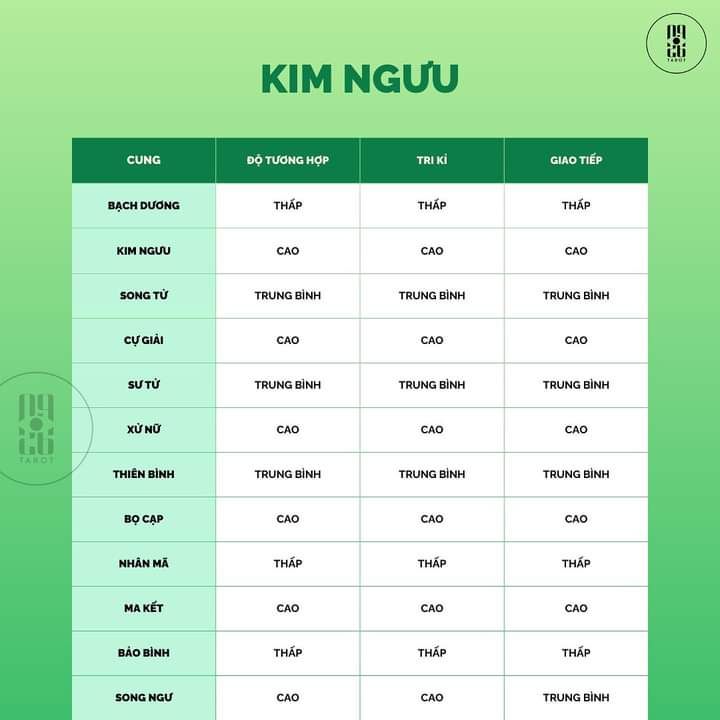 TAROT
KIM NGƯU
CUNG ĐỘ TƯƠNG HỢP TRI KỈ GIAO TIẾP
BẠCH DƯƠNG THẤP THẤP THẤP
KIM NGƯU CAO CAO CAO
SONG TỬ TRUNG BÌNH TRUNG BÌNH TRUNG BÌNH
CỰ GIẢI CAO CAO CAO
SƯ TỬ TRUNG BÌNH TRUNG BÌNH TRUNG BÌNH
XỬ NỮ CAO CAO CAO
TAROT
THIÊN BÌNH TRUNG BÌNH TRUNG BÌNH TRUNG BÌNH
BỌ CẠP CAO CAO CAO
NHÂN MÃ THẤP THẤP THẤP
MA KẾT CAO CAO CAO
BẢO BÌNH THẤP THẤP THẤP
SONG NGƯ CAO CAO TRUNG BÌNH